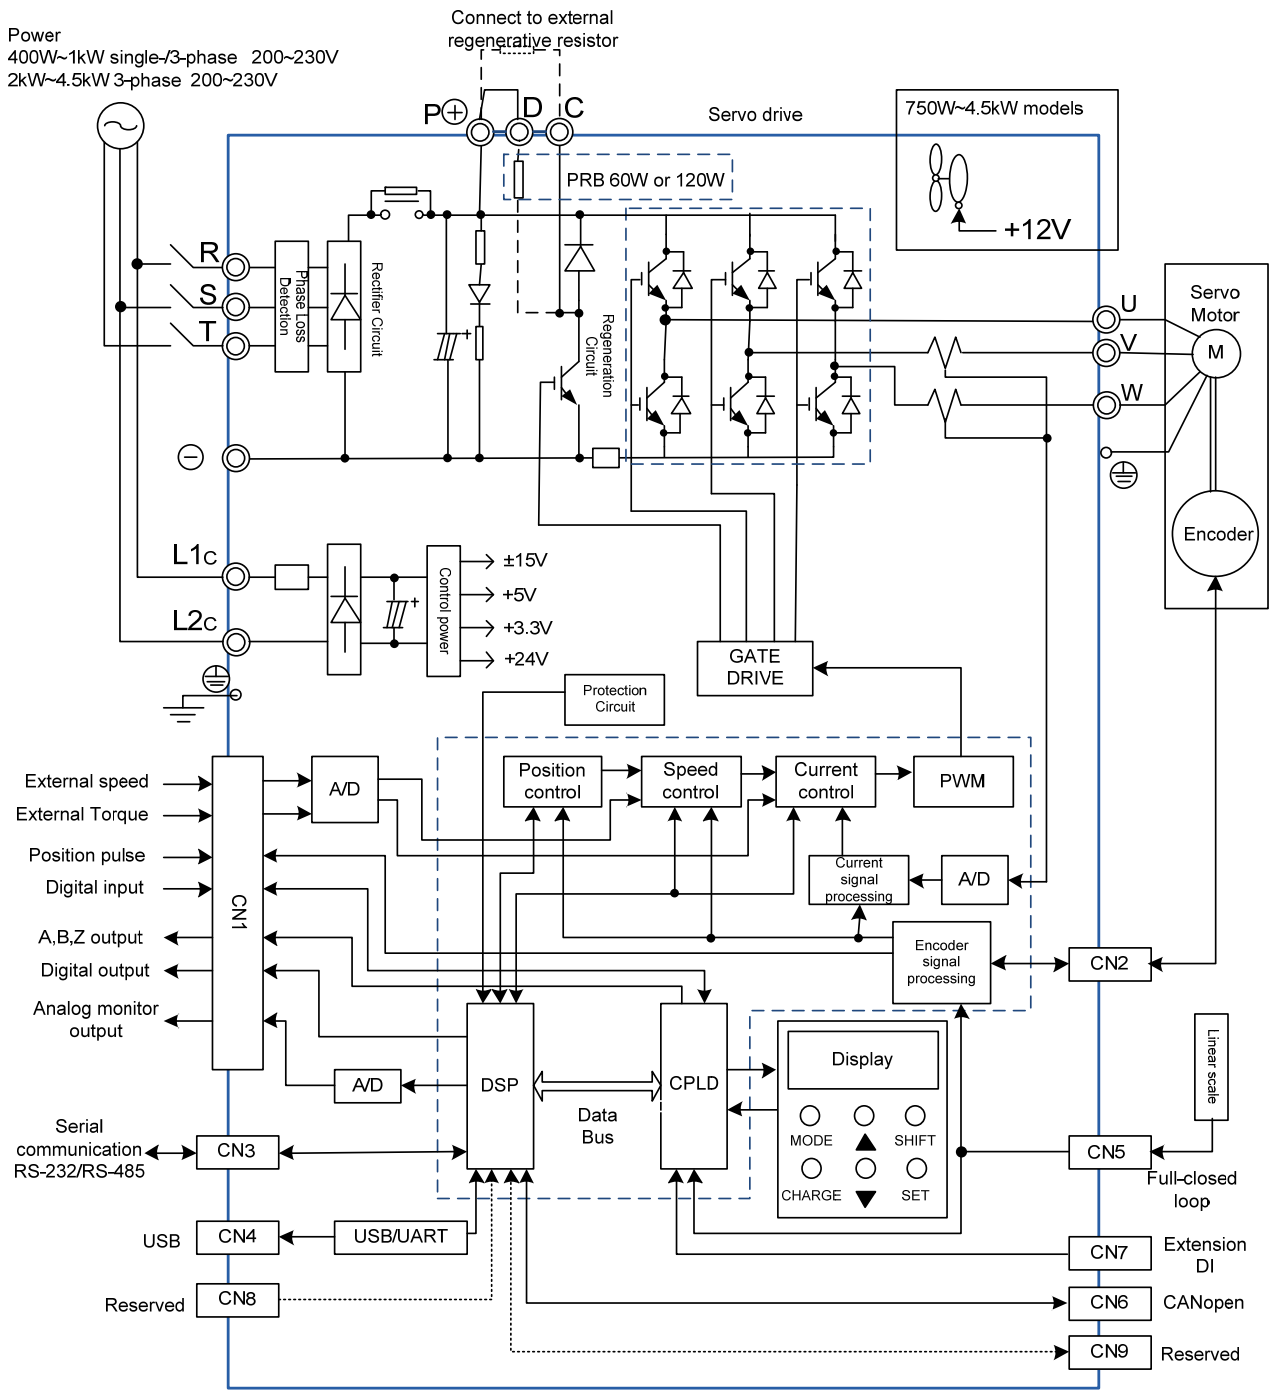 Connect to external
regenerative resistor
Power
400W~1kW single-/3-phase 200~230V
2kW~4.5kW 3-phase 200~230V
P⊕
D
C
Servo drive
750W~4.5kW models
+12V
PRB 60W or 120W
R
S
T
Phase Loss
Detection
Rectifier Circuit
Regeneration
Circuit
U
V
W
Servo
Motor
M
Encoder
L1C
L2C
Control power
±15V
+5V
+3.3V
+24V
GATE
DRIVE
Protection
Circuit
External speed
External Torque
Position pulse
Digital input
A,B,Z output
Digital output
Analog monitor
output
CN1
A/D
Position
control
Speed
control
Current
control
PWM
Current
signal
processing
A/D
Encoder
signal
processing
CN2
DSP
Data
Bus
CPLD
A/D
Display
MODE
SHIFT
CHARGE
SET
Linear scale
Serial
communication
RS-232/RS-485
CN3
CN5
Full-closed
loop
USB
CN4
USB/UART
CN7
Extension
DI
Reserved
CN8
CN6
CANopen
CN9
Reserved